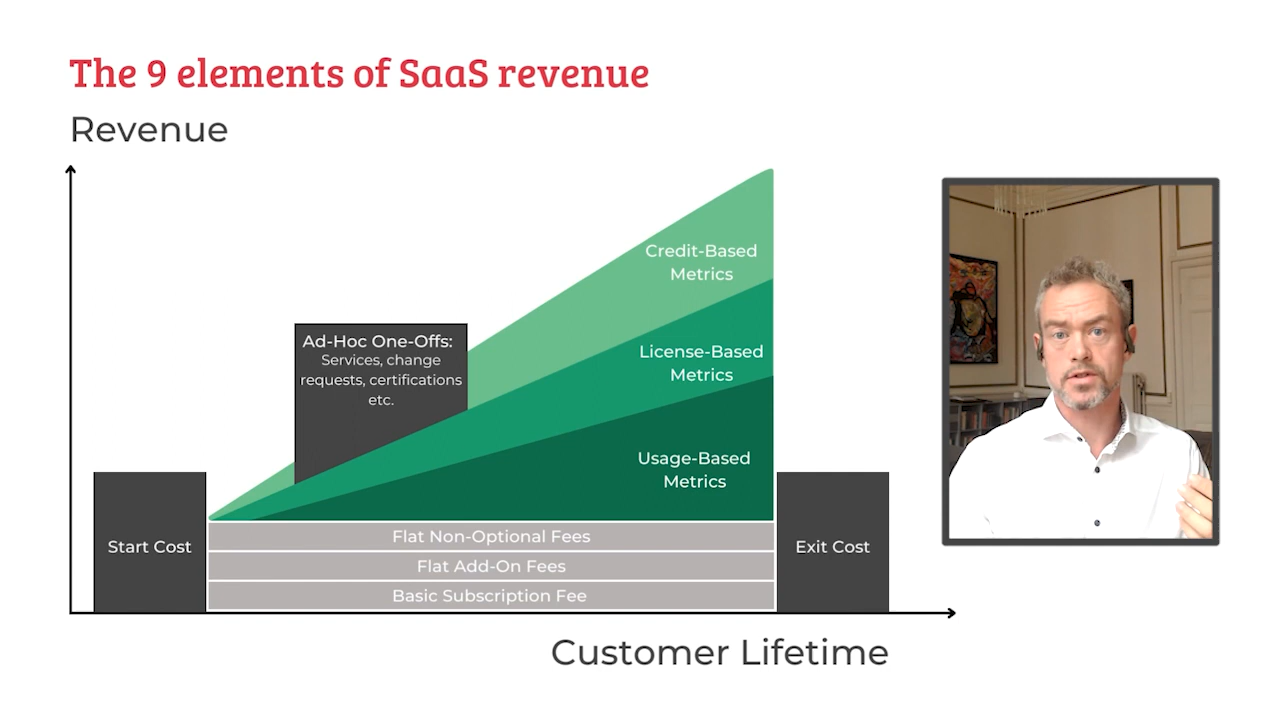 The 9 elements of SaaS revenue
Revenue
Credit-Based
Metrics
Ad-Hoc One-Offs:
Services, change
requests, certifications
etc.
License-Based
Metrics
Usage-Based
Metrics
Start Cost
Flat Non-Optional Fees
Flat Add-On Fees
Basic Subscription Fee
Exit Cost
Customer Lifetime